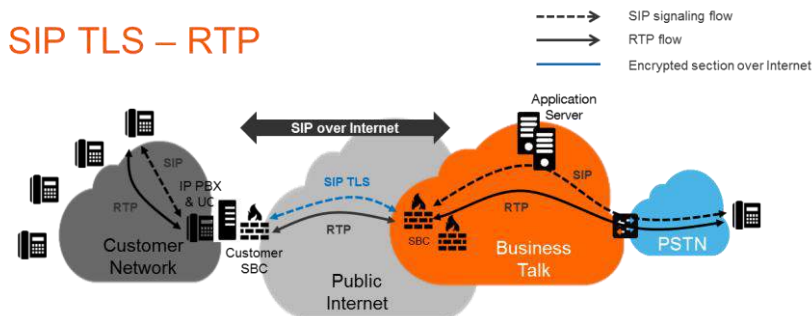 SIP TLS – RTP
SIP signaling flow
RTP flow
Encrypted section over Internet
Application
Server
SIP over Internet
SIP
RTP
IP PBX
& UC
SIP TLS
RTP
SIP
RTP
SBC
Customer
SBC
Customer
Network
Public
Internet
Business
Talk
PSTN